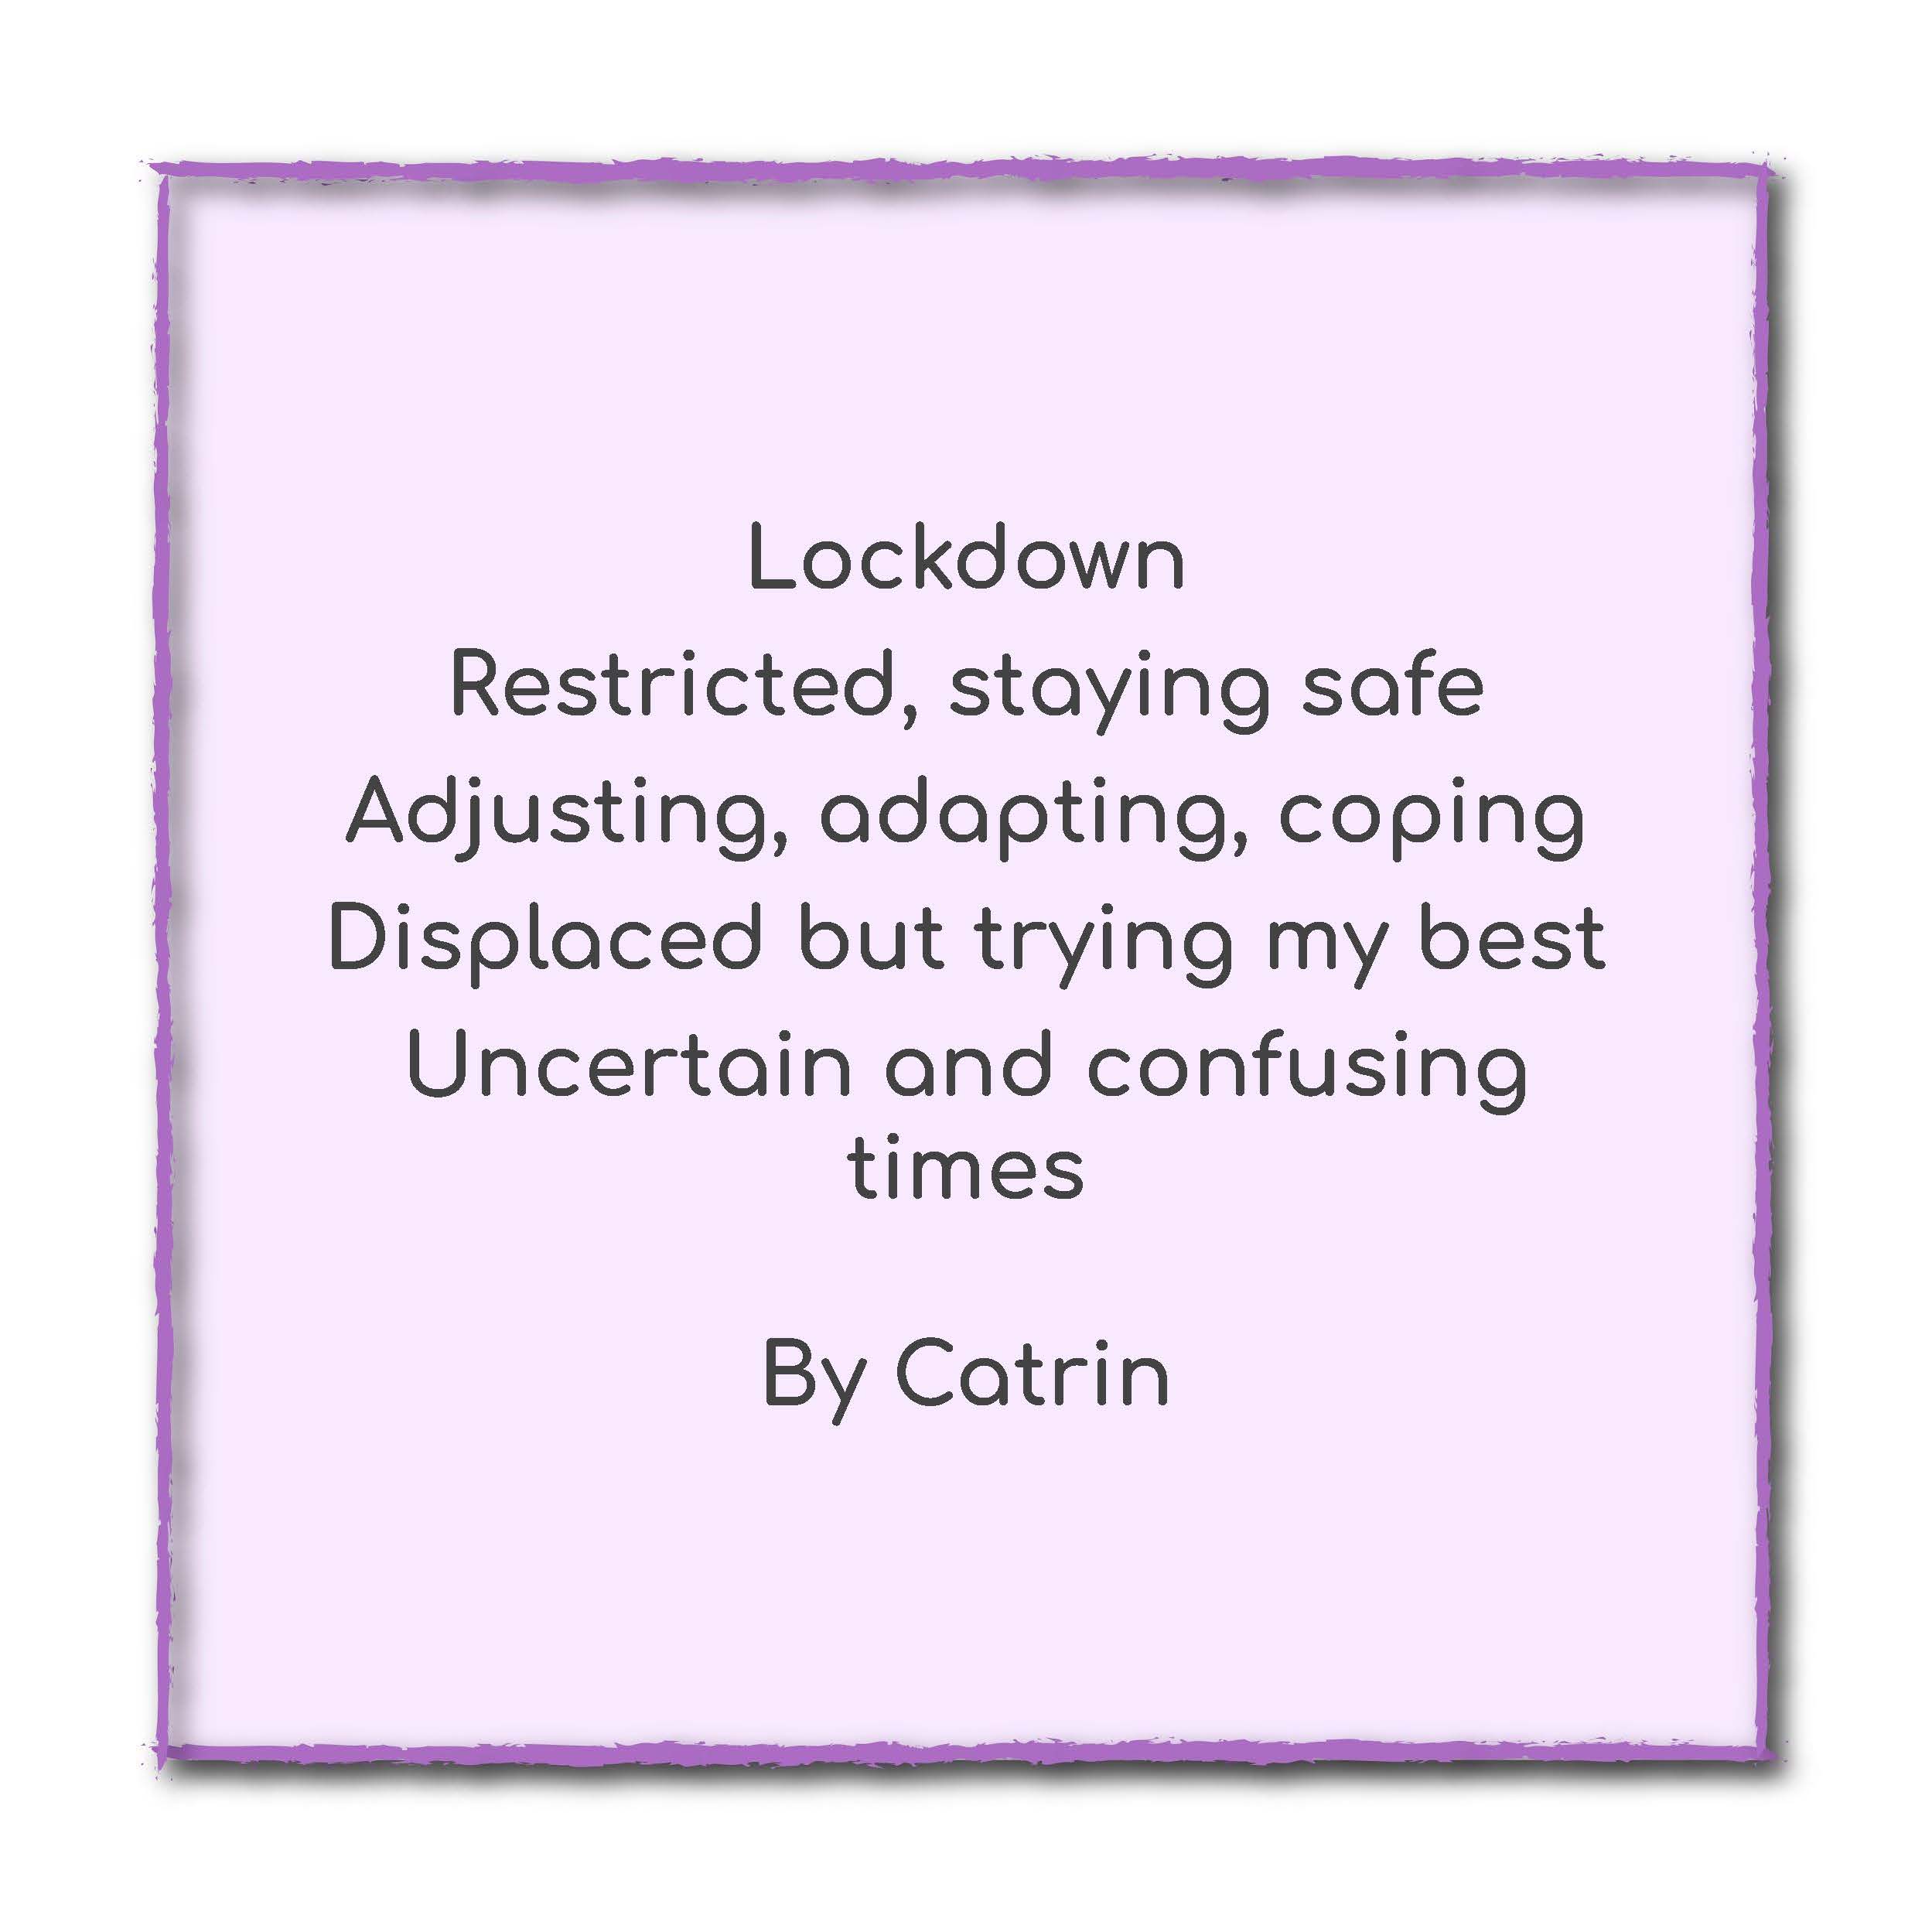 Lockdown
Restricted, staying safe
Adjusting, adapting, coping
Displaced but trying my best
Uncertain and confusing
times
By Catrin